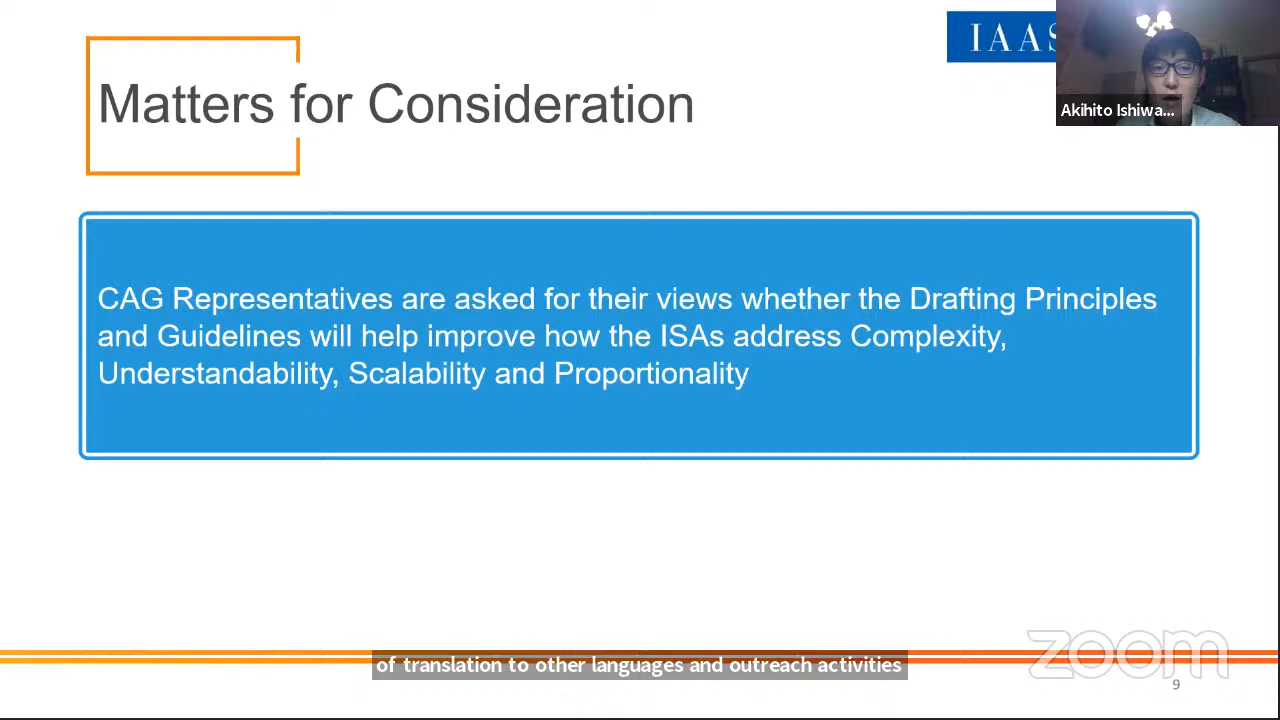 IAAS
Akihito Ishiwa...
Matters for Consideration
CAG Representatives are asked for their views whether the Drafting Principles
and Guidelines will help improve how the ISAs address Complexity,
Understandability, Scalability and Proportionality
of translation to other languages and outreach activities
zoom
9